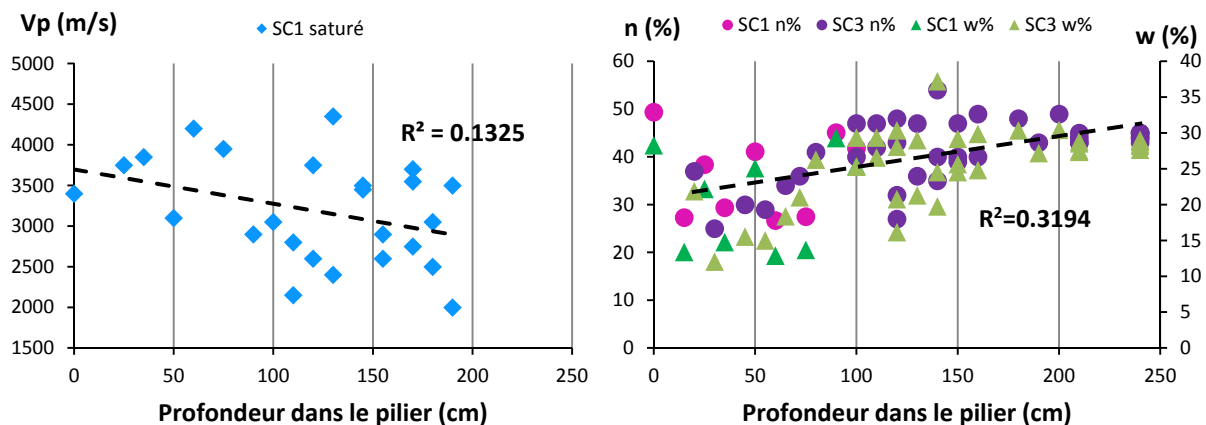 Vp (m/s)
SC1 saturé
5000
4500
4000
3500
3000
2500
2000
1500
R² = 0.1325
0 50 100 150 200 250
Profondeur dans le pilier (cm)
n (%)
SC1 n% SC3 n% SC1 w% SC3 w%
w (%)
60
50
40
30
20
10
0
40
35
30
25
20
15
10
5
0
R²=0.3194
0 50 100 150 200 250
Profondeur dans le pilier (cm)